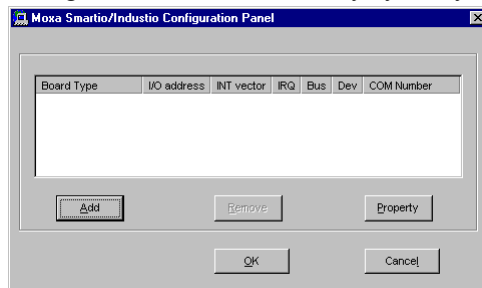 Moxa Smartio/Industio Configuration Panel
Board Type I/O address INT vector IRQ Bus Dev COM Number
Add Remove Property
OK Cancel